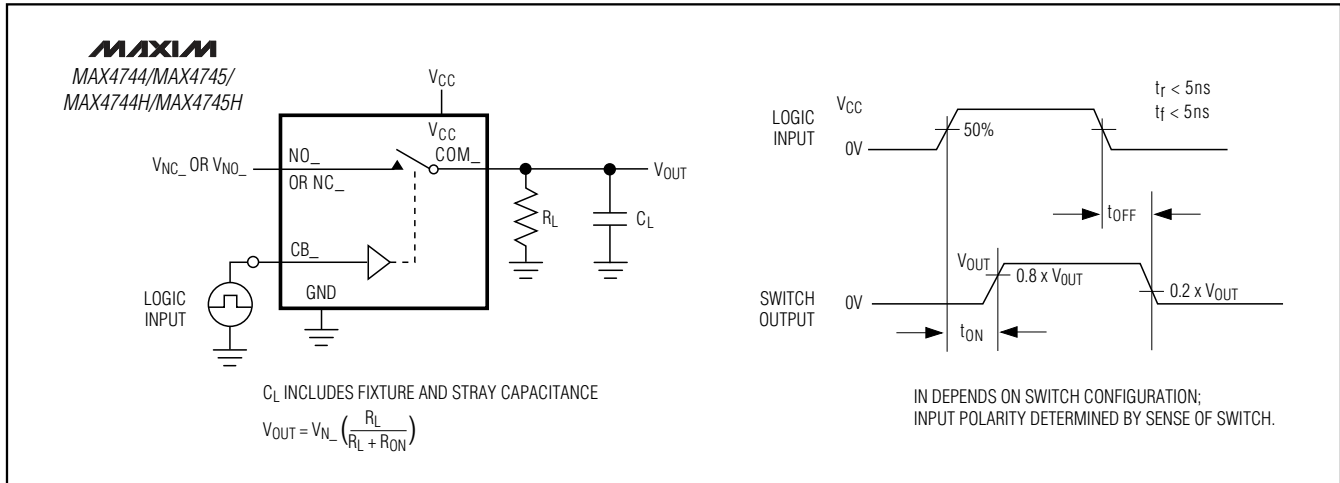 MAXIM
MAX4744/MAX4745/
MAX4744H/MAX4745H
VCC
VCC
VNC_ OR VNO_
NO_
OR NC_
COM_
VOUT
RL
CL
CB_
GND
LOGIC
INPUT
CL INCLUDES FIXTURE AND STRAY CAPACITANCE
VOUT = VN_ (RL / (RL + RON))
LOGIC
INPUT
VCC
0V
50%
tr < 5ns
tf < 5ns
tOFF
VOUT
0.8 x VOUT
0.2 x VOUT
SWITCH
OUTPUT
0V
tON
IN DEPENDS ON SWITCH CONFIGURATION;
INPUT POLARITY DETERMINED BY SENSE OF SWITCH.